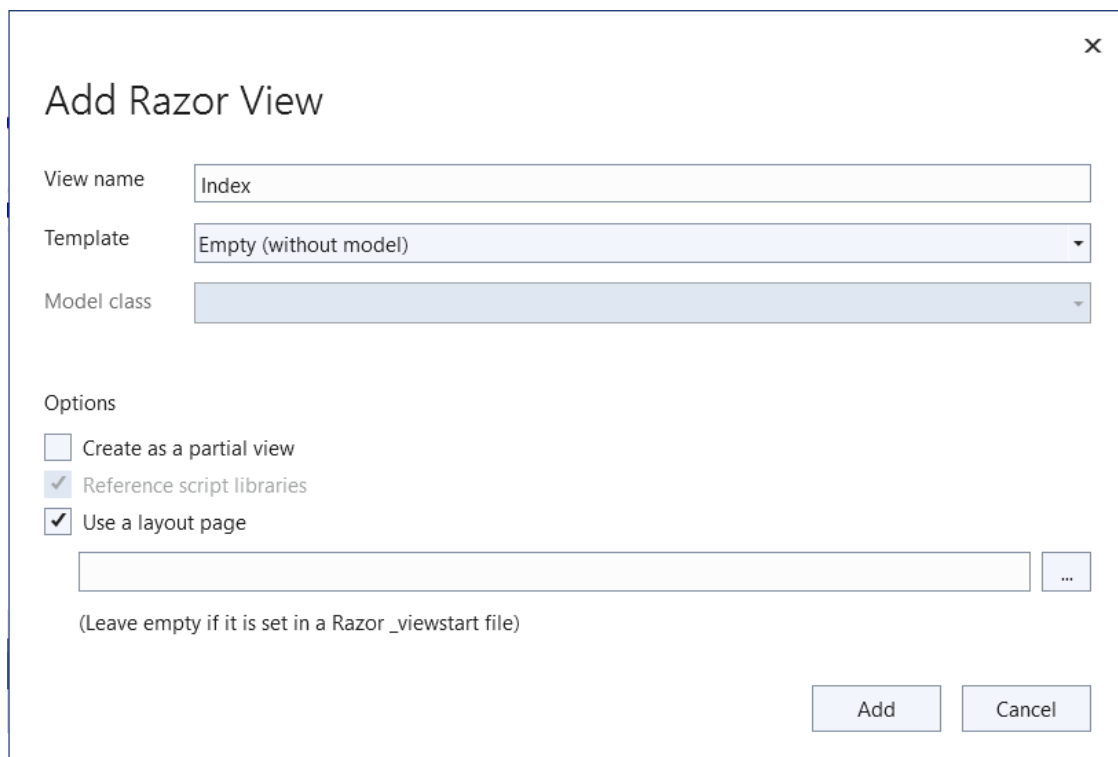 Add Razor View
View name Index
Template Empty (without model)
Model class
Options
Create as a partial view
Reference script libraries
Use a layout page
...
(Leave empty if it is set in a Razor _viewstart file)
Add Cancel